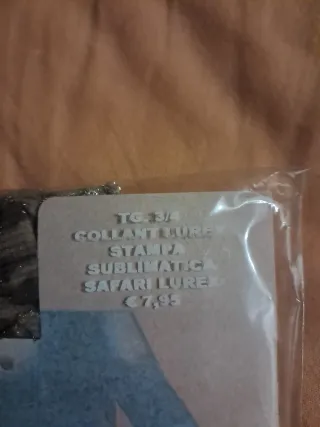 TG. 3/4
COLLANT LUREX
STAMPA
SUBLIMATICA
SAFARI LUREX
€ 7,95